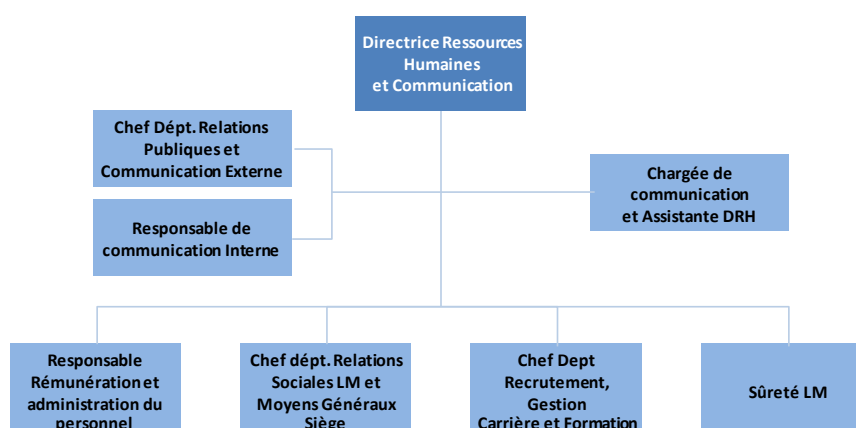 Directrice Ressources
Humaines
et Communication
Chef Dépt. Relations
Publiques et
Communication Externe
Chargée de
communication
et Assistante DRH
Responsable de
communication Interne
Responsable
Rémunération et
administration du
personnel
Chef dépt. Relations
Sociales LM et
Moyens Généraux
Siège
Chef Dept
Recrutement,
Gestion
Carrière et Formation
Sûreté LM